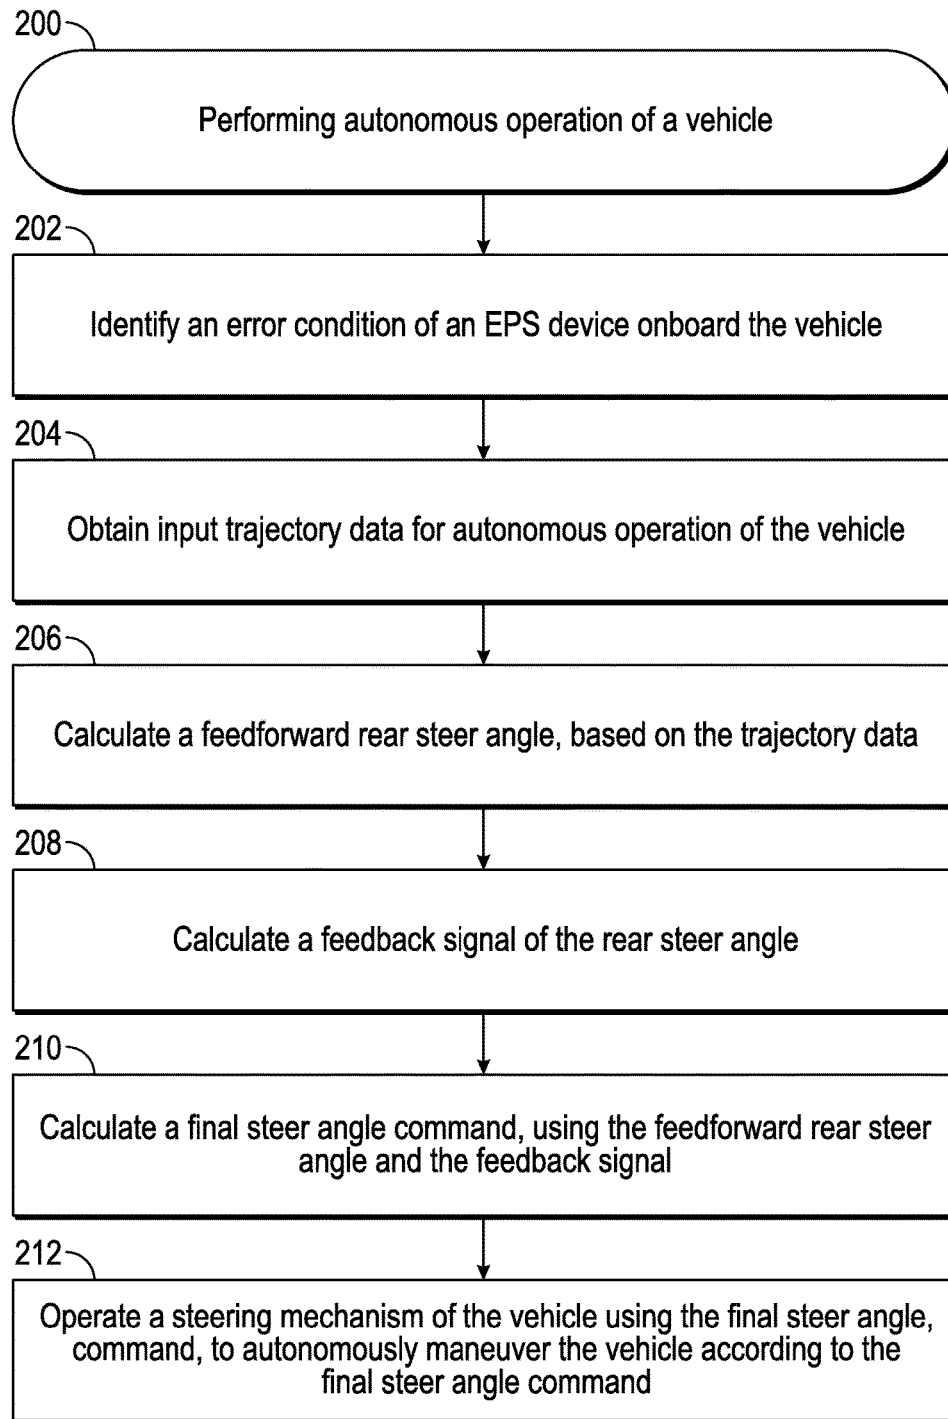 200
Performing autonomous operation of a vehicle
202
Identify an error condition of an EPS device onboard the vehicle
204
Obtain input trajectory data for autonomous operation of the vehicle
206
Calculate a feedforward rear steer angle, based on the trajectory data
208
Calculate a feedback signal of the rear steer angle
210
Calculate a final steer angle command, using the feedforward rear steer
angle and the feedback signal
212
Operate a steering mechanism of the vehicle using the final steer angle,
command, to autonomously maneuver the vehicle according to the
final steer angle command